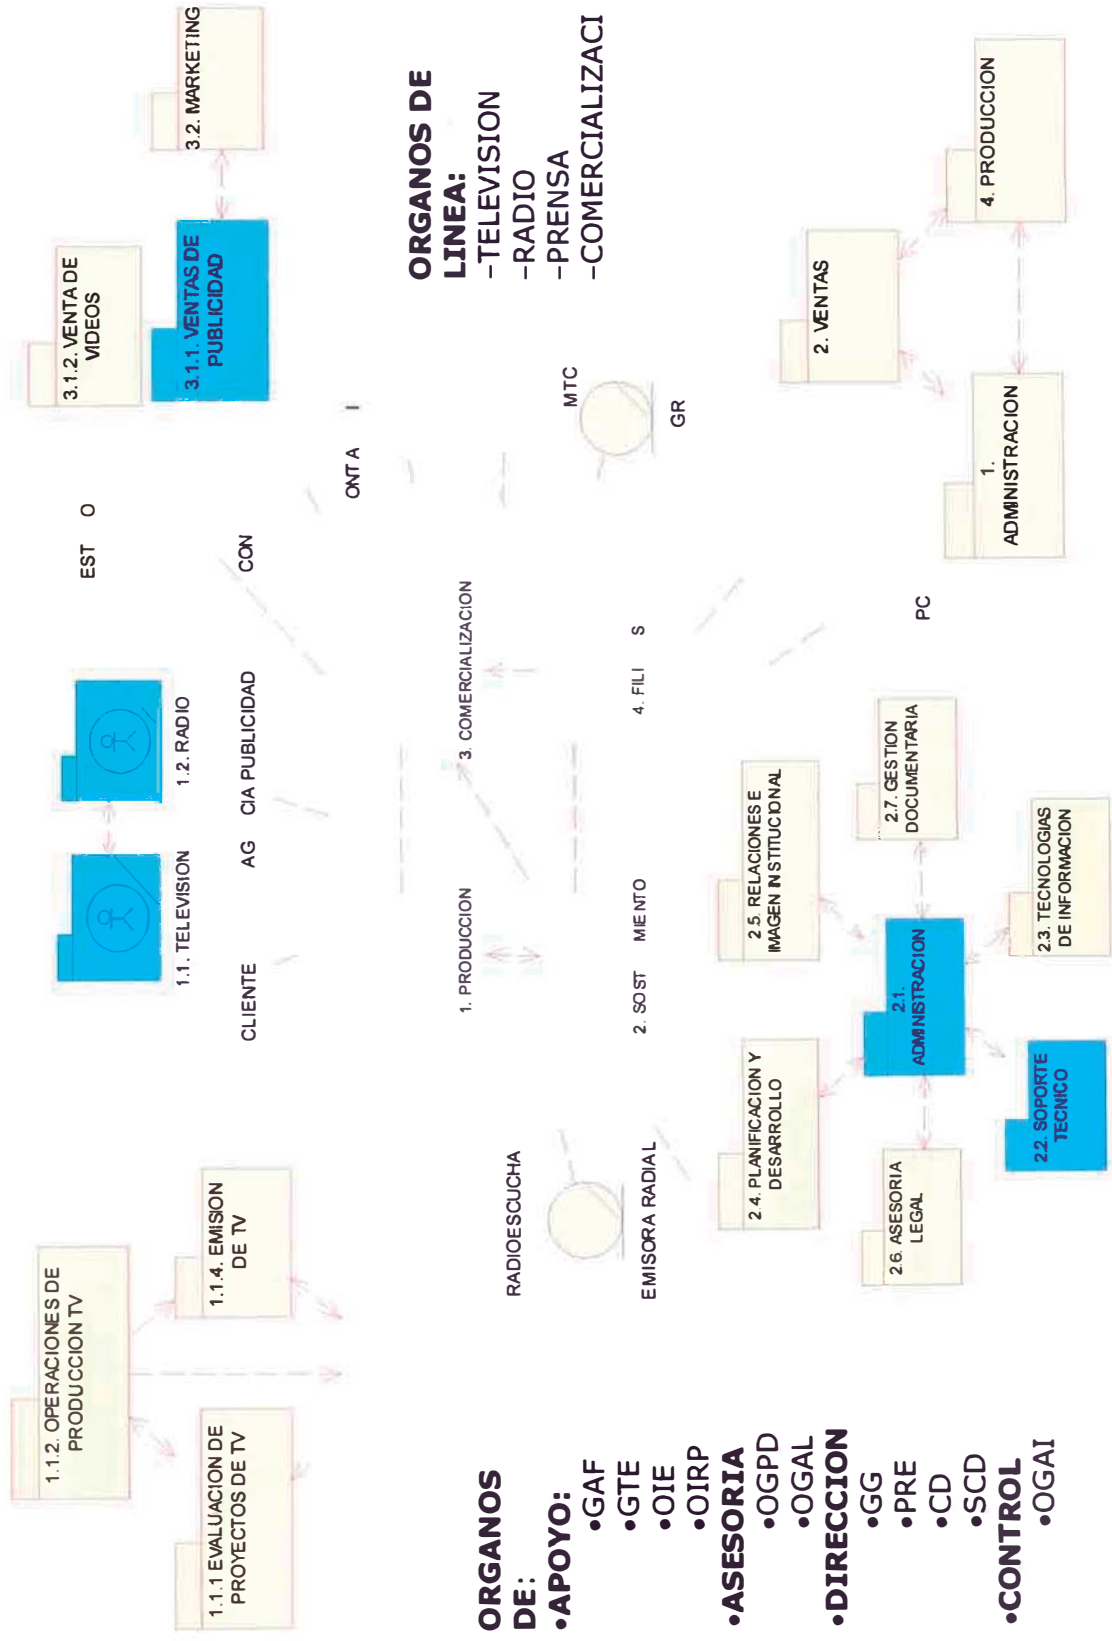 1.1.2. OPERACIONES DE
PRODUCCION TV
1.1.1 EVALUACION DE
PROYECTOS DE TV
1.1.4. EMISION
DE TV
1.1. TELEVISION
1.2. RADIO
EST O
3.1.2. VENTA DE
VIDEOS
3.1.1. VENTAS DE
PUBLICIDAD
3.2. MARKETING
CLIENTE
AG CIA PUBLICIDAD
CON
ONTA I
RADIOESCUCHA
EMISORA RADIAL
1. PRODUCCION
3. COMERCIALIZACION
2. SOST MIENTO
4. FILI S
MTC
GR
PC
ORGANOS DE
LINEA:
-TELEVISION
-RADIO
-PRENSA
-COMERCIALIZACI
ORGANOS
DE:
•APOYO:
•GAF
•GTE
•OIE
•OIRP
•ASESORIA
•OGPD
•OGAL
•DIRECCION
•GG
•PRE
•CD
•SCD
•CONTROL
•OGAI
2.4. PLANIFICACION Y
DESARROLLO
2.5. RELACIONES E
IMAGEN INSTITUCIONAL
2.6. ASESORIA
LEGAL
2.1.
ADMINISTRACION
2.7. GESTION
DOCUMENTARIA
2.2. SOPORTE
TECNICO
2.3. TECNOLOGIAS
DE INFORMACION
2. VENTAS
1.
ADMINISTRACION
4. PRODUCCION